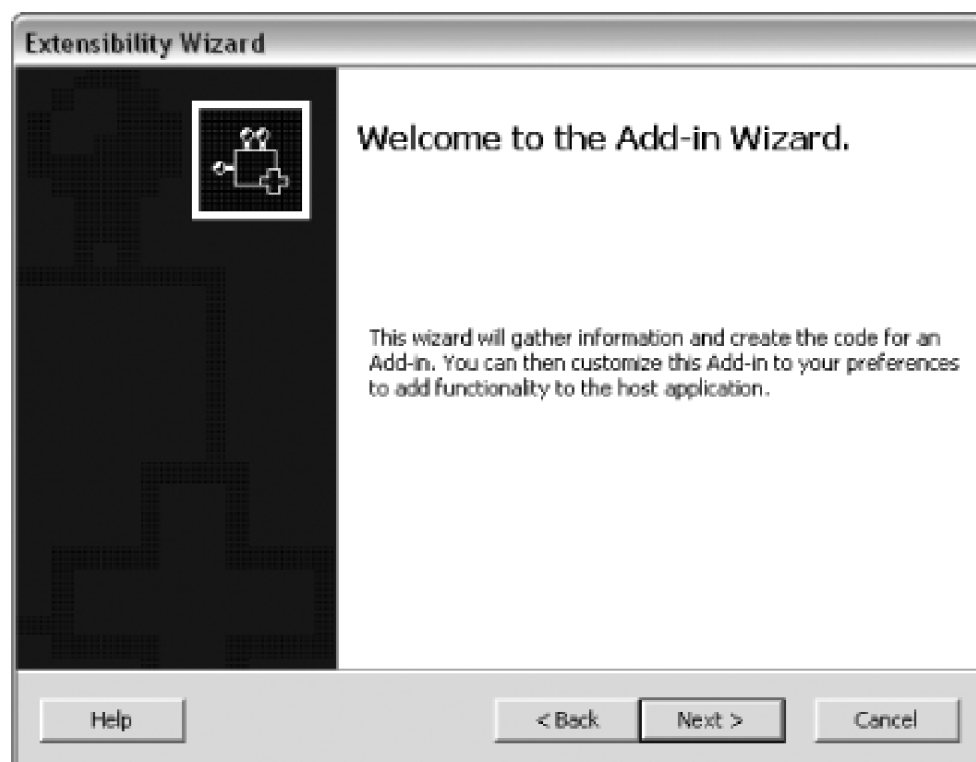 Extensibility Wizard
Welcome to the Add-in Wizard.
This wizard will gather information and create the code for an
Add-in. You can then customize this Add-in to your preferences
to add functionality to the host application.
Help
< Back
Next >
Cancel